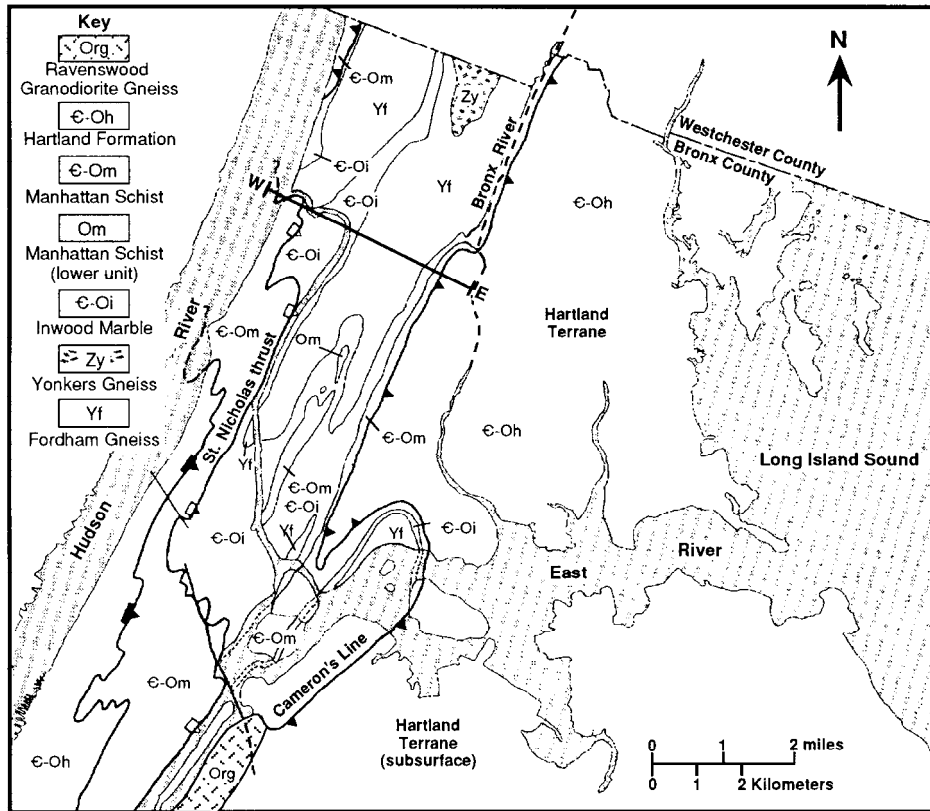 Key
Org
Ravenswood
Granodiorite Gneiss
Є-Oh
Hartland Formation
Є-Om
Manhattan Schist
Om
Manhattan Schist
(lower unit)
Є-Oi
Inwood Marble
Zy
Yonkers Gneiss
Yf
Fordham Gneiss
N
Westchester County
Bronx County
Є-Om
Yf
Zy
Є-Oi
?
W
Є-Oi
Yf
Bronx River
Є-Oh
Є-Oi
E
Hartland
Terrane
River
Є-Om
Om
St. Nicholas thrust
Yf
Є-Om
Є-Oh
Long Island Sound
Є-Om
Є-Oi
Yf
Hudson
Є-Oi
Yf
Є-Oi
East
River
Є-Om
Є-Om
Cameron's Line
Hartland
Terrane
(subsurface)
Є-Oh
Org
0 1 2 miles
0 1 2 Kilometers